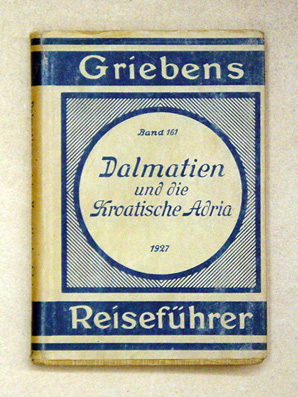 Griebens
Band 161
Dalmatien
und die
Kroatische Adria
1927
Reiseführer